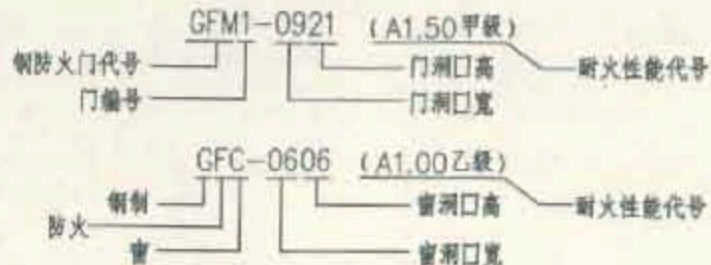 GFM1-0921 (A1.50甲级)
钢防火门代号 门洞口高 耐火性能代号
门编号 门洞口宽
GFC-0606 (A1.00乙级)
钢制 窗洞口高 耐火性能代号
防火
窗 窗洞口宽